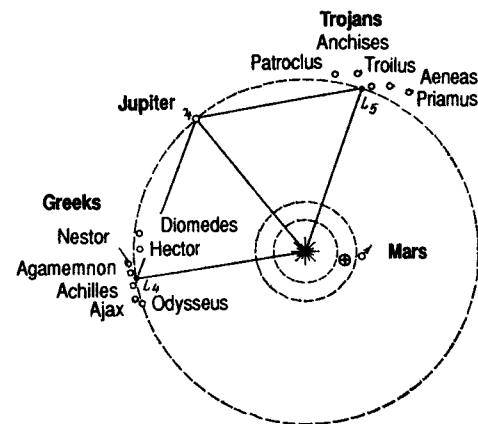 Trojans
Anchises
Patroclus
Troilus
Aeneas
Priamus
L5
Jupiter
♃
Greeks
Diomedes
Nestor
Hector
Mars
Agamemnon
L4
Achilles
Odysseus
Ajax